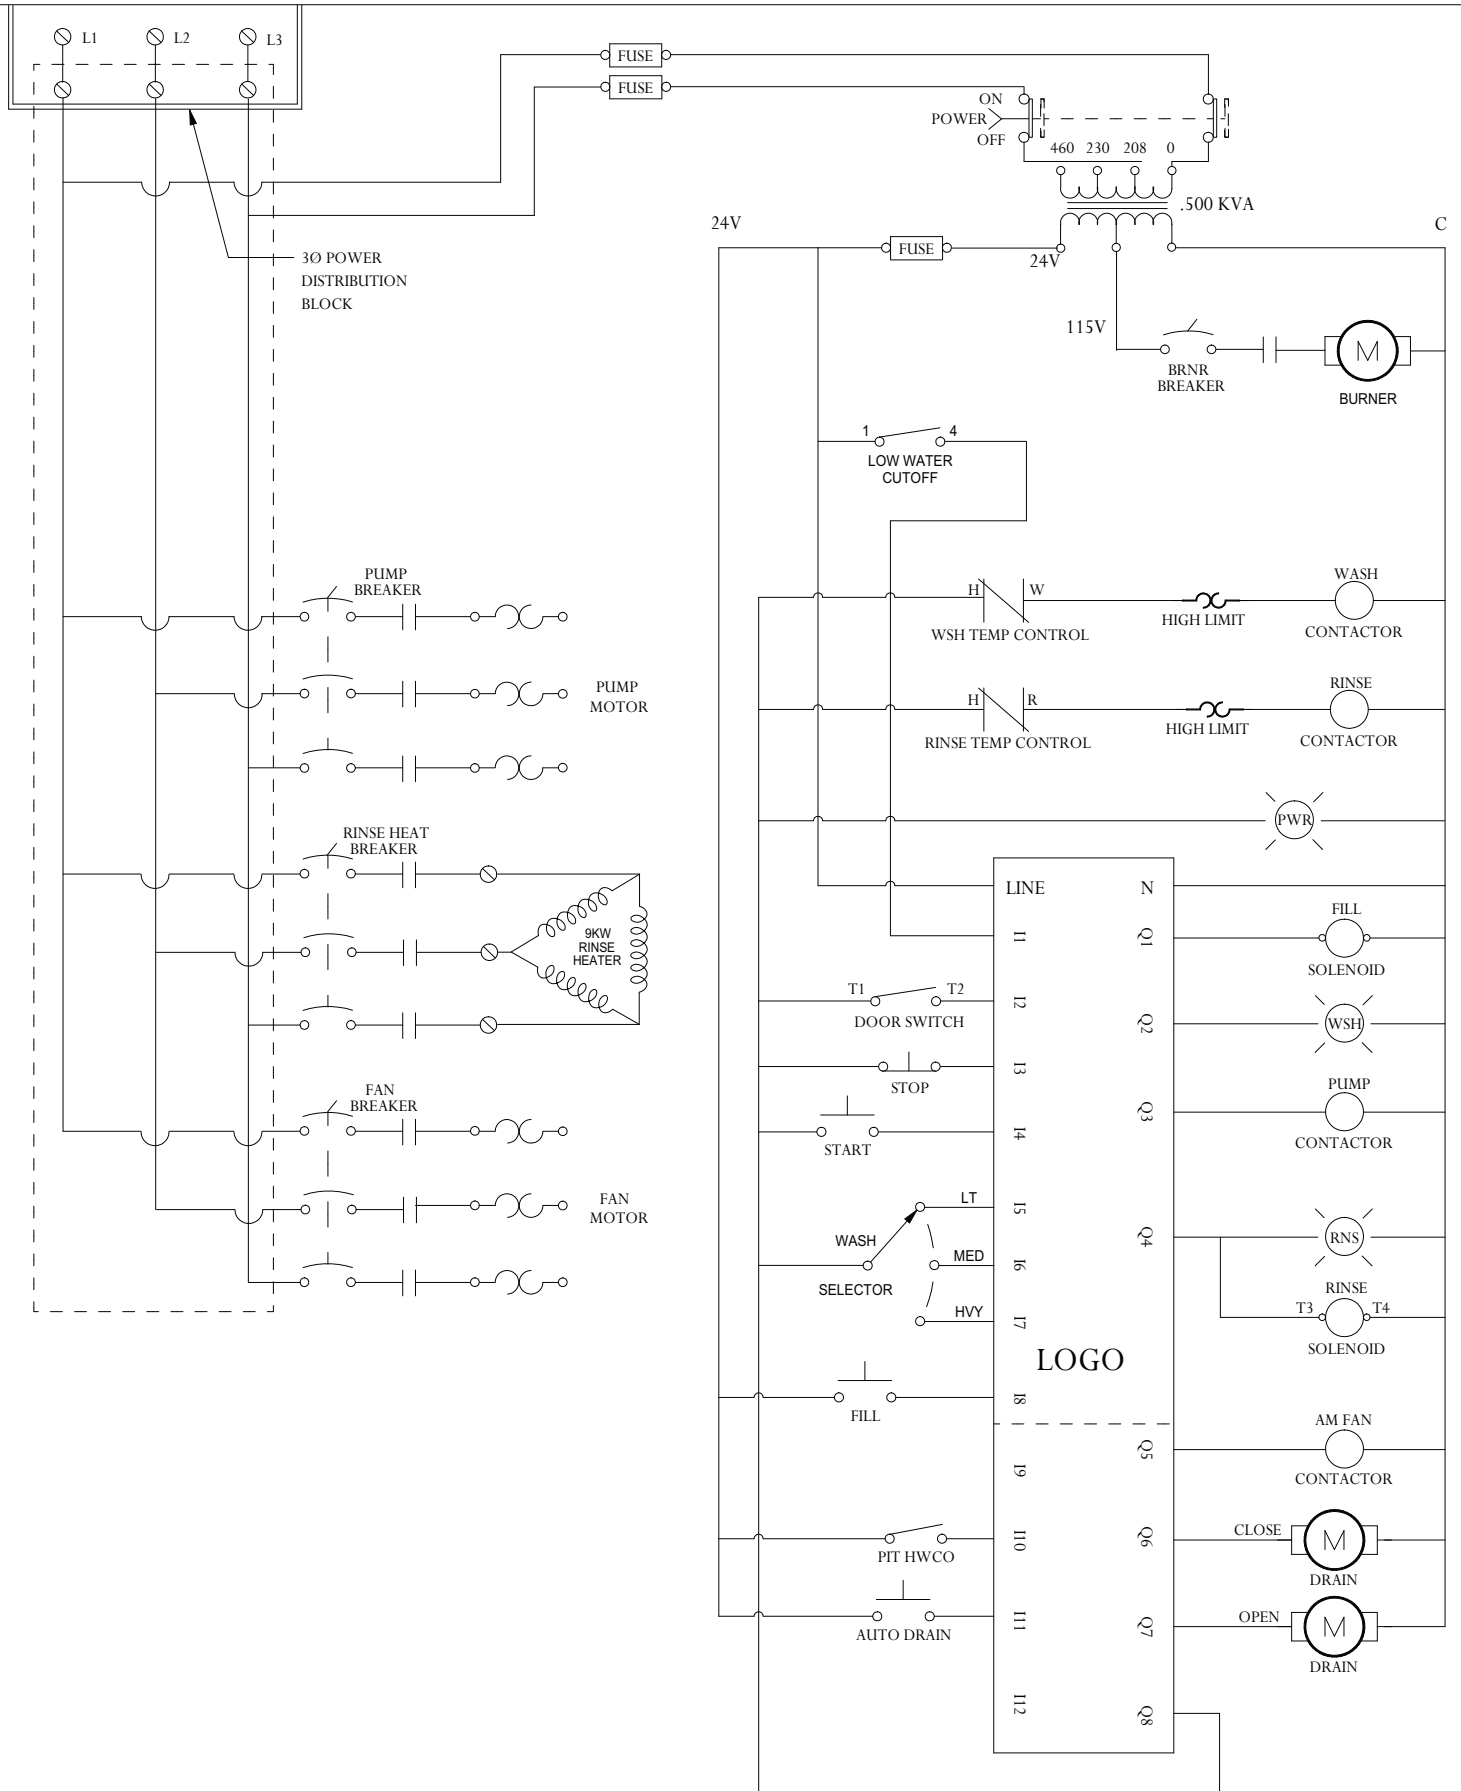 L1
L2
L3
FUSE
FUSE
ON
POWER
OFF
460 230 208 0
.500 KVA
24V
C
FUSE
24V
3Ø POWER
DISTRIBUTION
BLOCK
115V
BRNR
BREAKER
M
BURNER
1
4
LOW WATER
CUTOFF
PUMP
BREAKER
H
W
WSH TEMP CONTROL
HIGH LIMIT
WASH
CONTACTOR
PUMP
MOTOR
H
R
RINSE TEMP CONTROL
HIGH LIMIT
RINSE
CONTACTOR
PWR
RINSE HEAT
BREAKER
9KW
RINSE
HEATER
LINE
N
I1
Q1
FILL
SOLENOID
T1
T2
DOOR SWITCH
I2
Q2
WSH
STOP
I3
FAN
BREAKER
START
I4
Q3
PUMP
CONTACTOR
FAN
MOTOR
LT
I5
WASH
SELECTOR
MED
I6
HVY
I7
Q4
RNS
RINSE
T3
T4
SOLENOID
LOGO
FILL
I8
I9
Q5
AM FAN
CONTACTOR
PIT HWCO
I10
Q6
CLOSE
M
DRAIN
AUTO DRAIN
I11
Q7
OPEN
M
DRAIN
I12
Q8